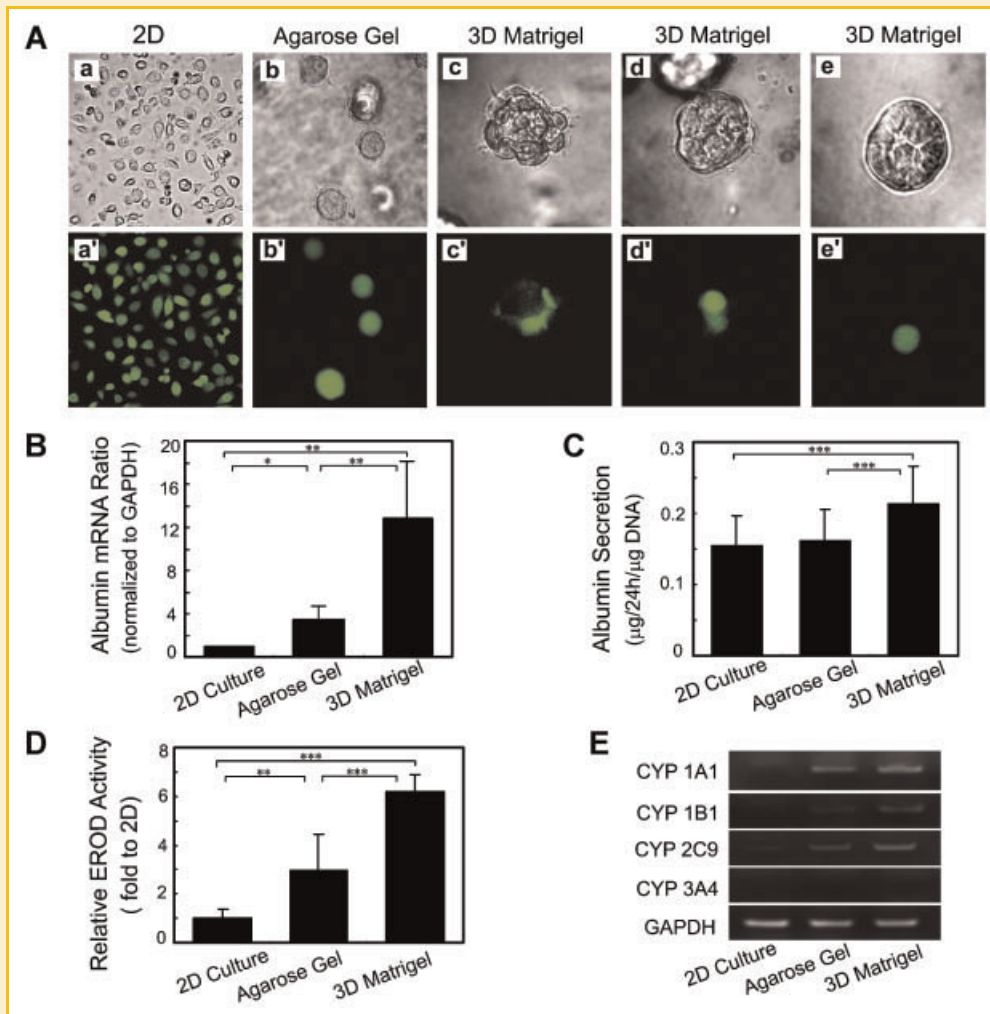 A
2D
Agarose Gel
3D Matrigel
3D Matrigel
3D Matrigel
a
b
c
d
e
a'
b'
c'
d'
e'
B
Albumin mRNA Ratio
(normalized to GAPDH)
20
16
12
8
4
0
**
*
**
2D Culture
Agarose Gel
3D Matrigel
C
Albumin Secretion
(µg/24h/µg DNA)
0.3
0.2
0.1
0
***
***
2D Culture
Agarose Gel
3D Matrigel
D
Relative EROD Activity
( fold to 2D)
8
6
4
2
0
***
**
***
2D Culture
Agarose Gel
3D Matrigel
E
CYP 1A1
CYP 1B1
CYP 2C9
CYP 3A4
GAPDH
2D Culture
Agarose Gel
3D Matrigel